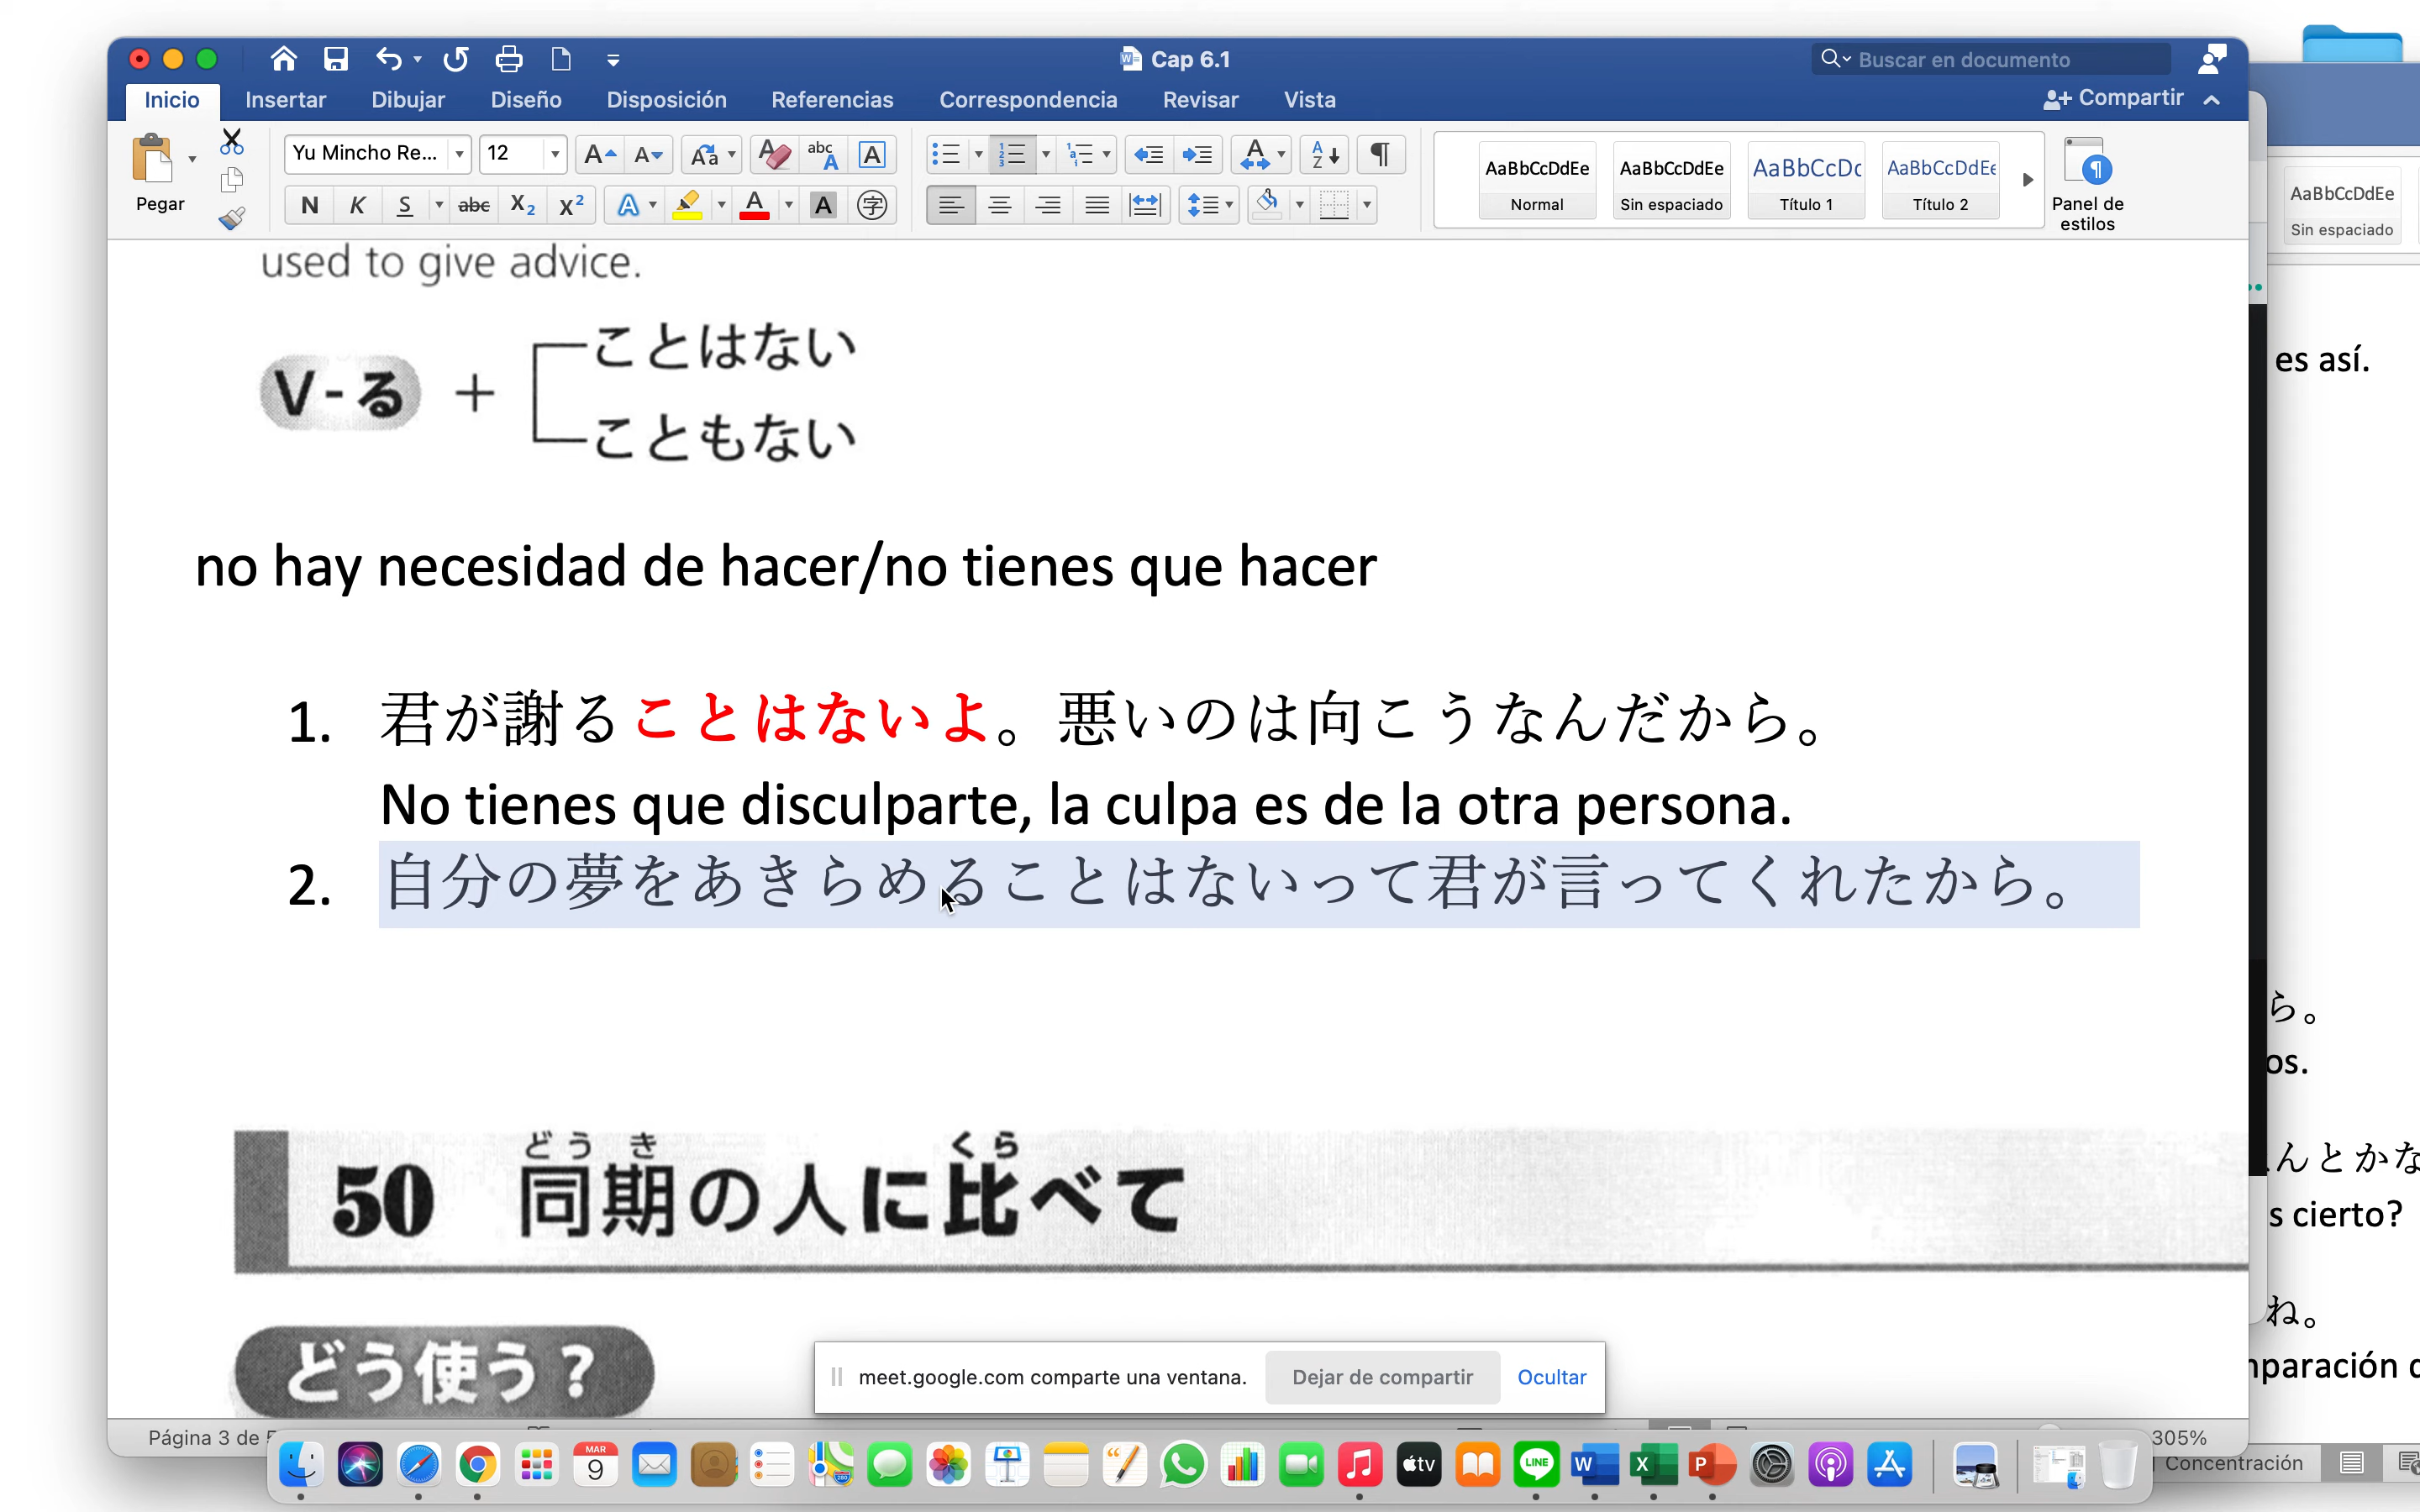 Cap 6.1
Buscar en documento
Inicio Insertar Dibujar Diseño Disposición Referencias Correspondencia Revisar Vista
Compartir
Pegar
Yu Mincho Re... 12
AaBbCcDdEe AaBbCcDdEe AaBbCcDc AaBbCcDdEe
Normal Sin espaciado Título 1 Título 2
Panel de estilos
AaBbCcDdEe
Sin espaciado
used to give advice.
V-る + ことはない
こともない
es así.
no hay necesidad de hacer/no tienes que hacer
1. 君が謝ることはないよ。悪いのは向こうなんだから。
No tienes que disculparte, la culpa es de la otra persona.
2. 自分の夢をあきらめることはないって君が言ってくれたから。
ら。
os.
んとかな
s cierto?
ね。
paración
どうき くら
50 同期の人に比べて
どう使う?
meet.google.com comparte una ventana. Dejar de compartir Ocultar
Página 3 de
305%
Concentración
MAR
9
tv
LINE